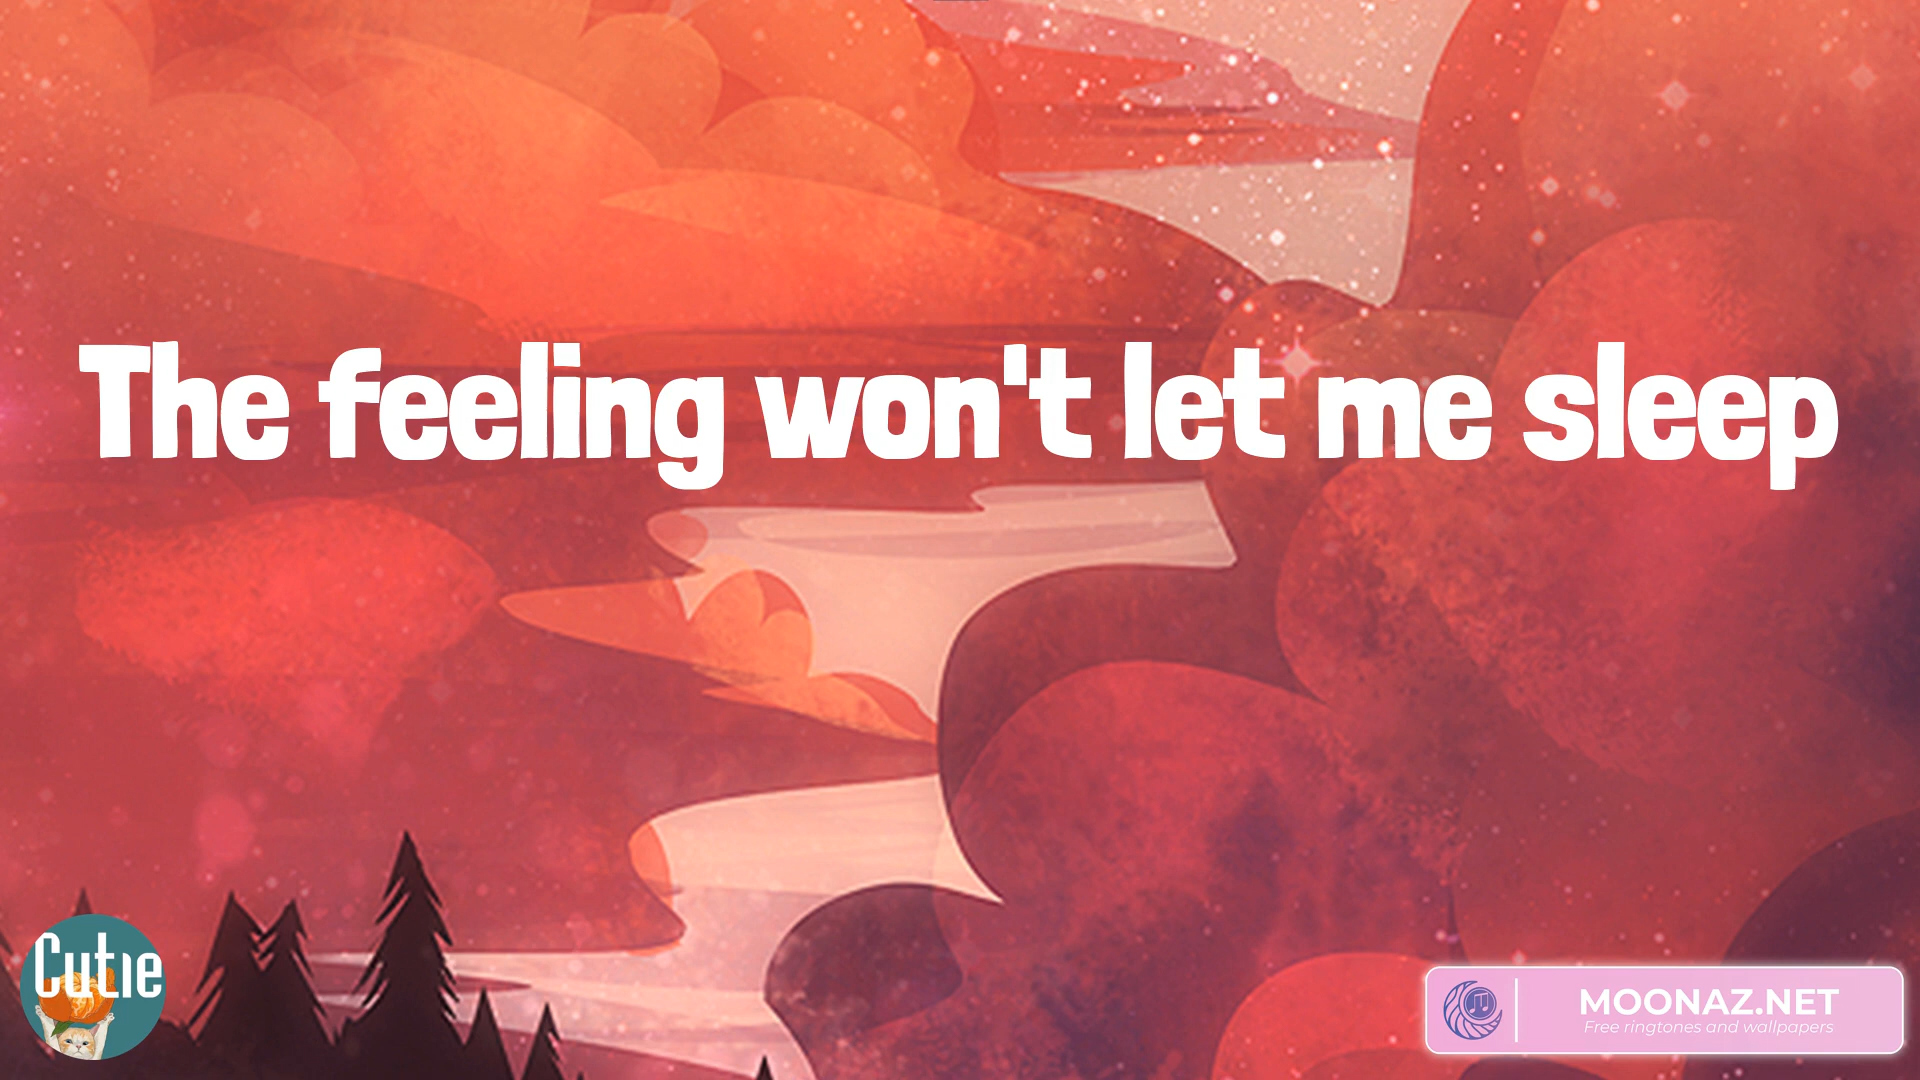 The feeling won't let me sleep
Cutie
MOONAZ.NET
Free ringtones and wallpapers